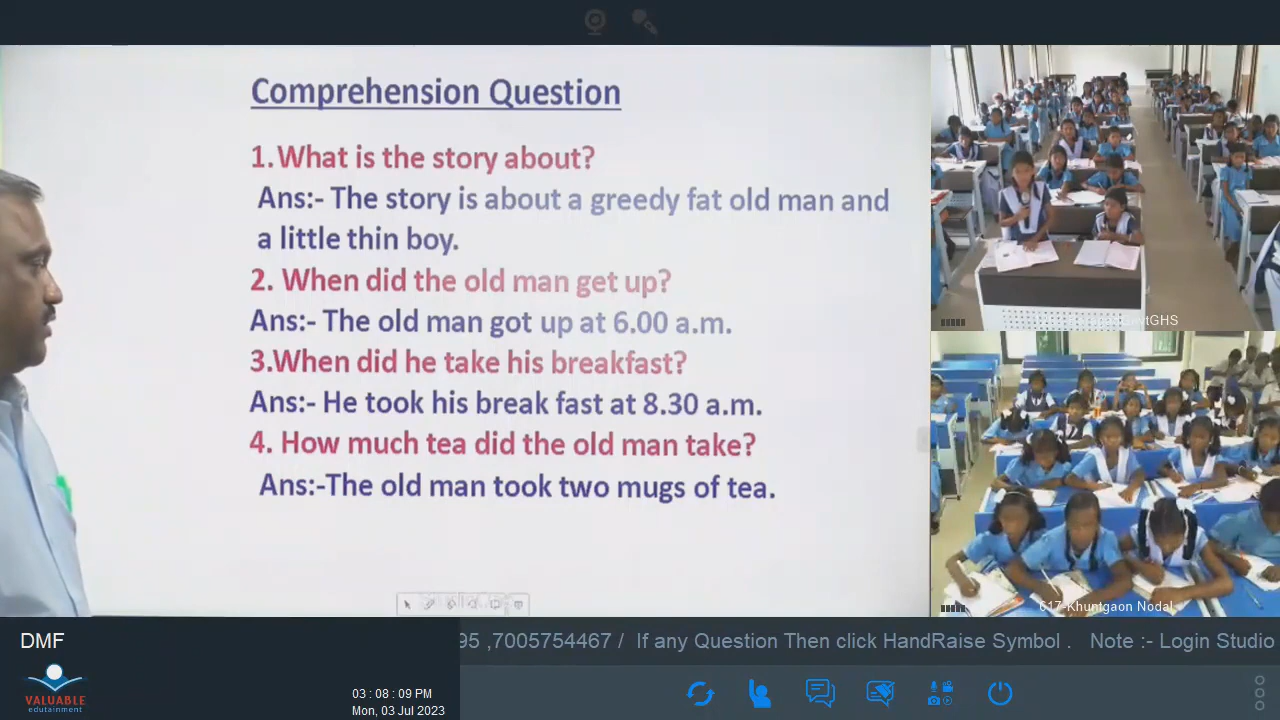 Comprehension Question
1.What is the story about?
Ans:- The story is about a greedy fat old man and
a little thin boy.
2. When did the old man get up?
Ans:- The old man got up at 6.00 a.m.
3.When did he take his breakfast?
Ans:- He took his break fast at 8.30 a.m.
4. How much tea did the old man take?
Ans:-The old man took two mugs of tea.
tGHS
617-Khuntgaon Nodal
DMF
95 ,7005754467 / If any Question Then click HandRaise Symbol . Note :- Login Studio
VALUABLE
edutainment
03 : 08 : 09 PM
Mon, 03 Jul 2023